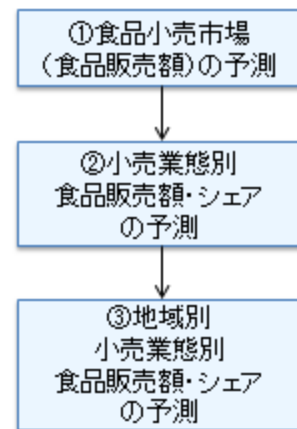 ①食品小売市場
(食品販売額)の予測
②小売業態別
食品販売額・シェア
の予測
③地域別
小売業態別
食品販売額・シェア
の予測